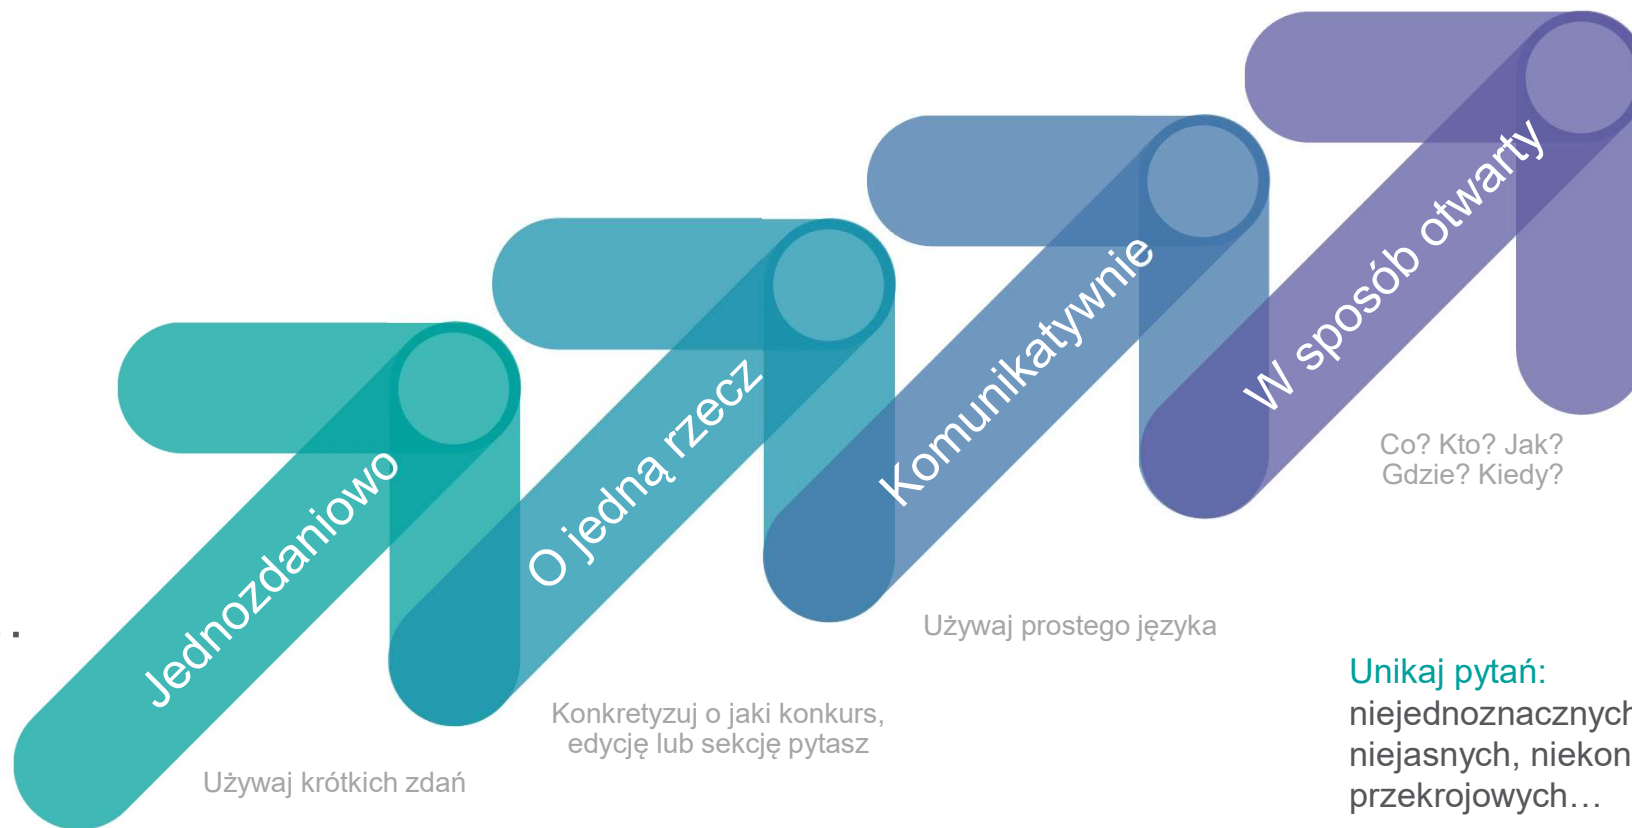 Jednozdaniowo
Używaj krótkich zdań
O jedną rzecz
Konkretyzuj o jaki konkurs,
edycję lub sekcję pytasz
Komunikatywnie
Używaj prostego języka
W sposób otwarty
Co? Kto? Jak?
Gdzie? Kiedy?
Unikaj pytań:
niejednoznacznych
niejasnych,
przekrojowych…